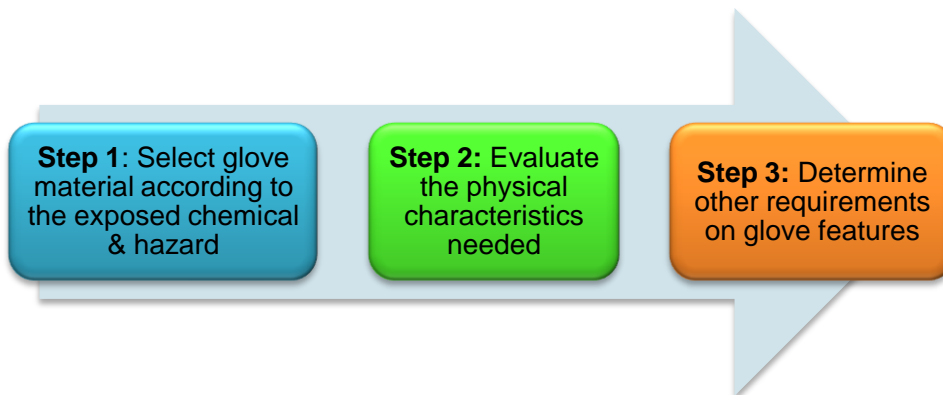 Step 1: Select glove
material according to
the exposed chemical
& hazard
Step 2: Evaluate
the physical
characteristics
needed
Step 3: Determine
other requirements
on glove features